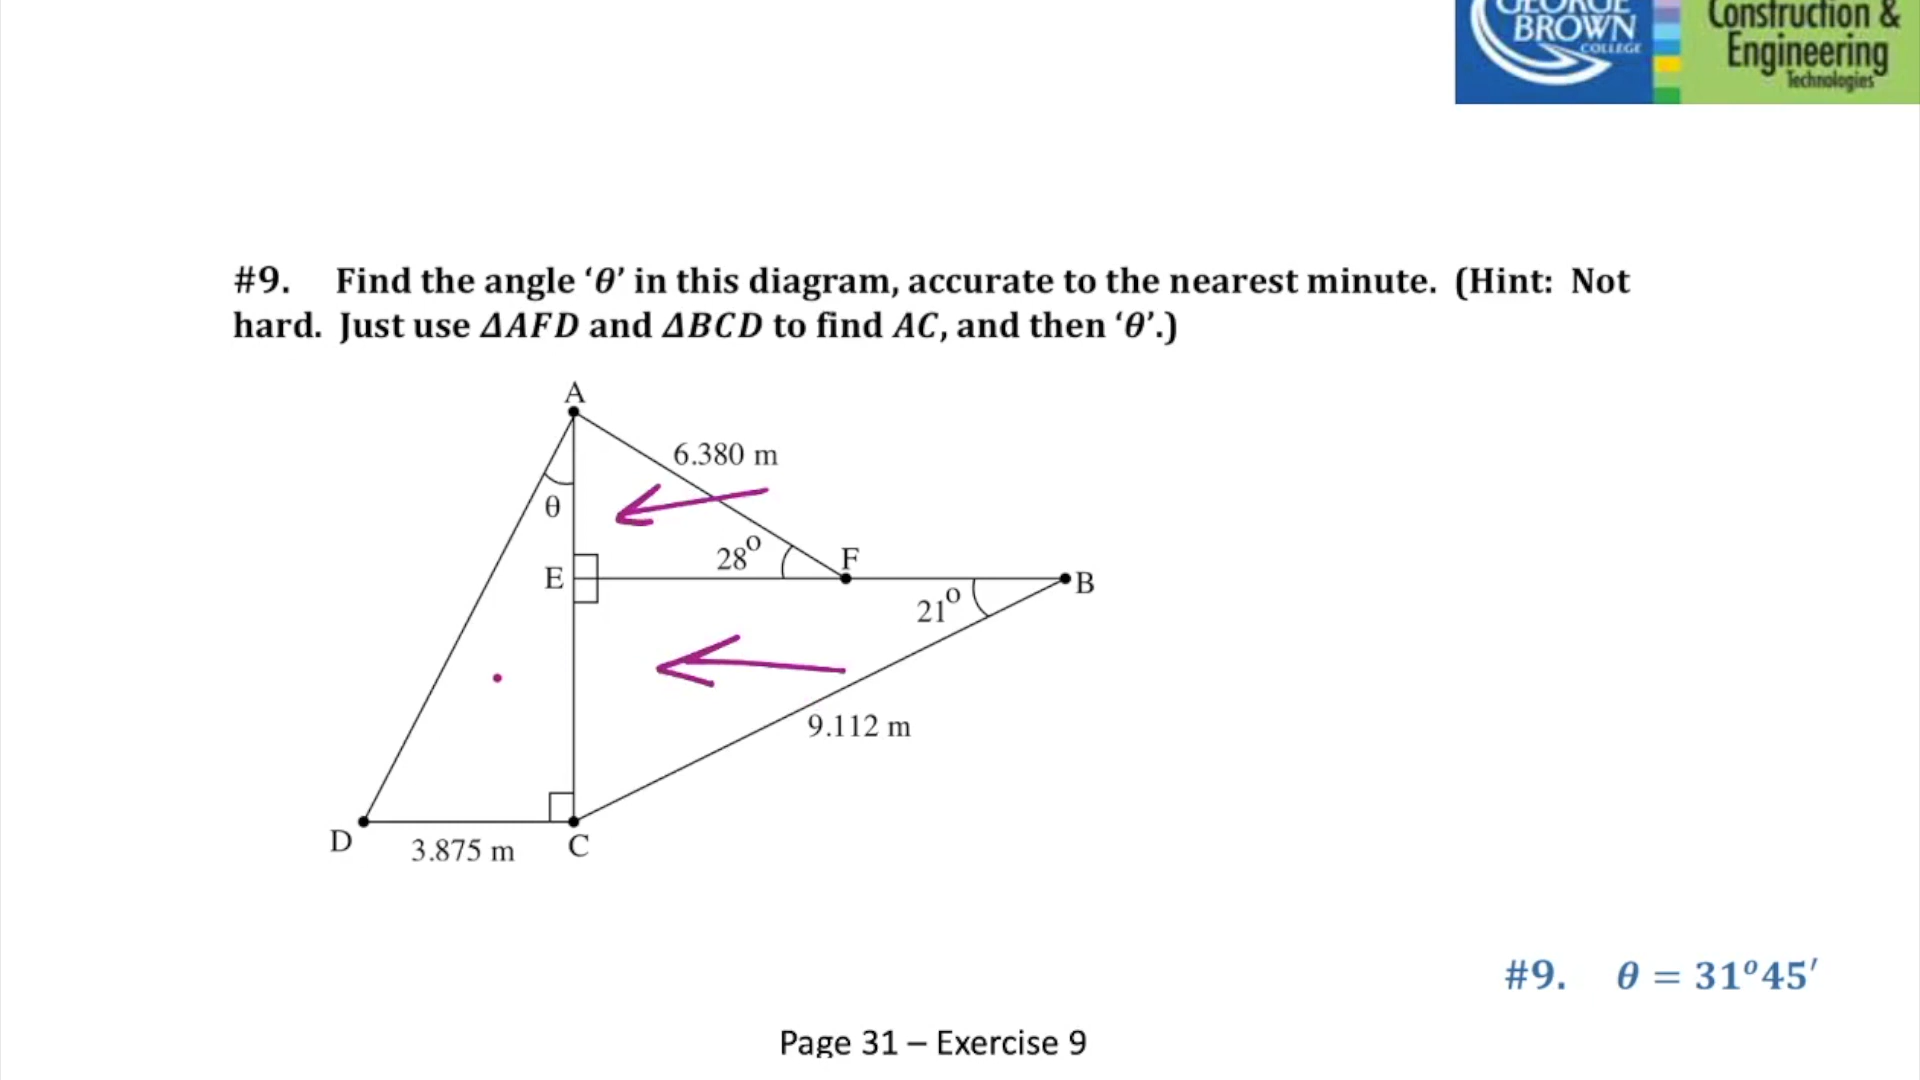 GEORGE
BROWN
COLLEGE
Construction &
Engineering
Technologies
#9. Find the angle ‘θ’ in this diagram, accurate to the nearest minute. (Hint: Not
hard. Just use ΔAFD and ΔBCD to find AC, and then ‘θ’.)
A
6.380 m
θ
28°
F
E
B
21°
9.112 m
D
3.875 m
C
#9. θ = 31°45′
Page 31 – Exercise 9